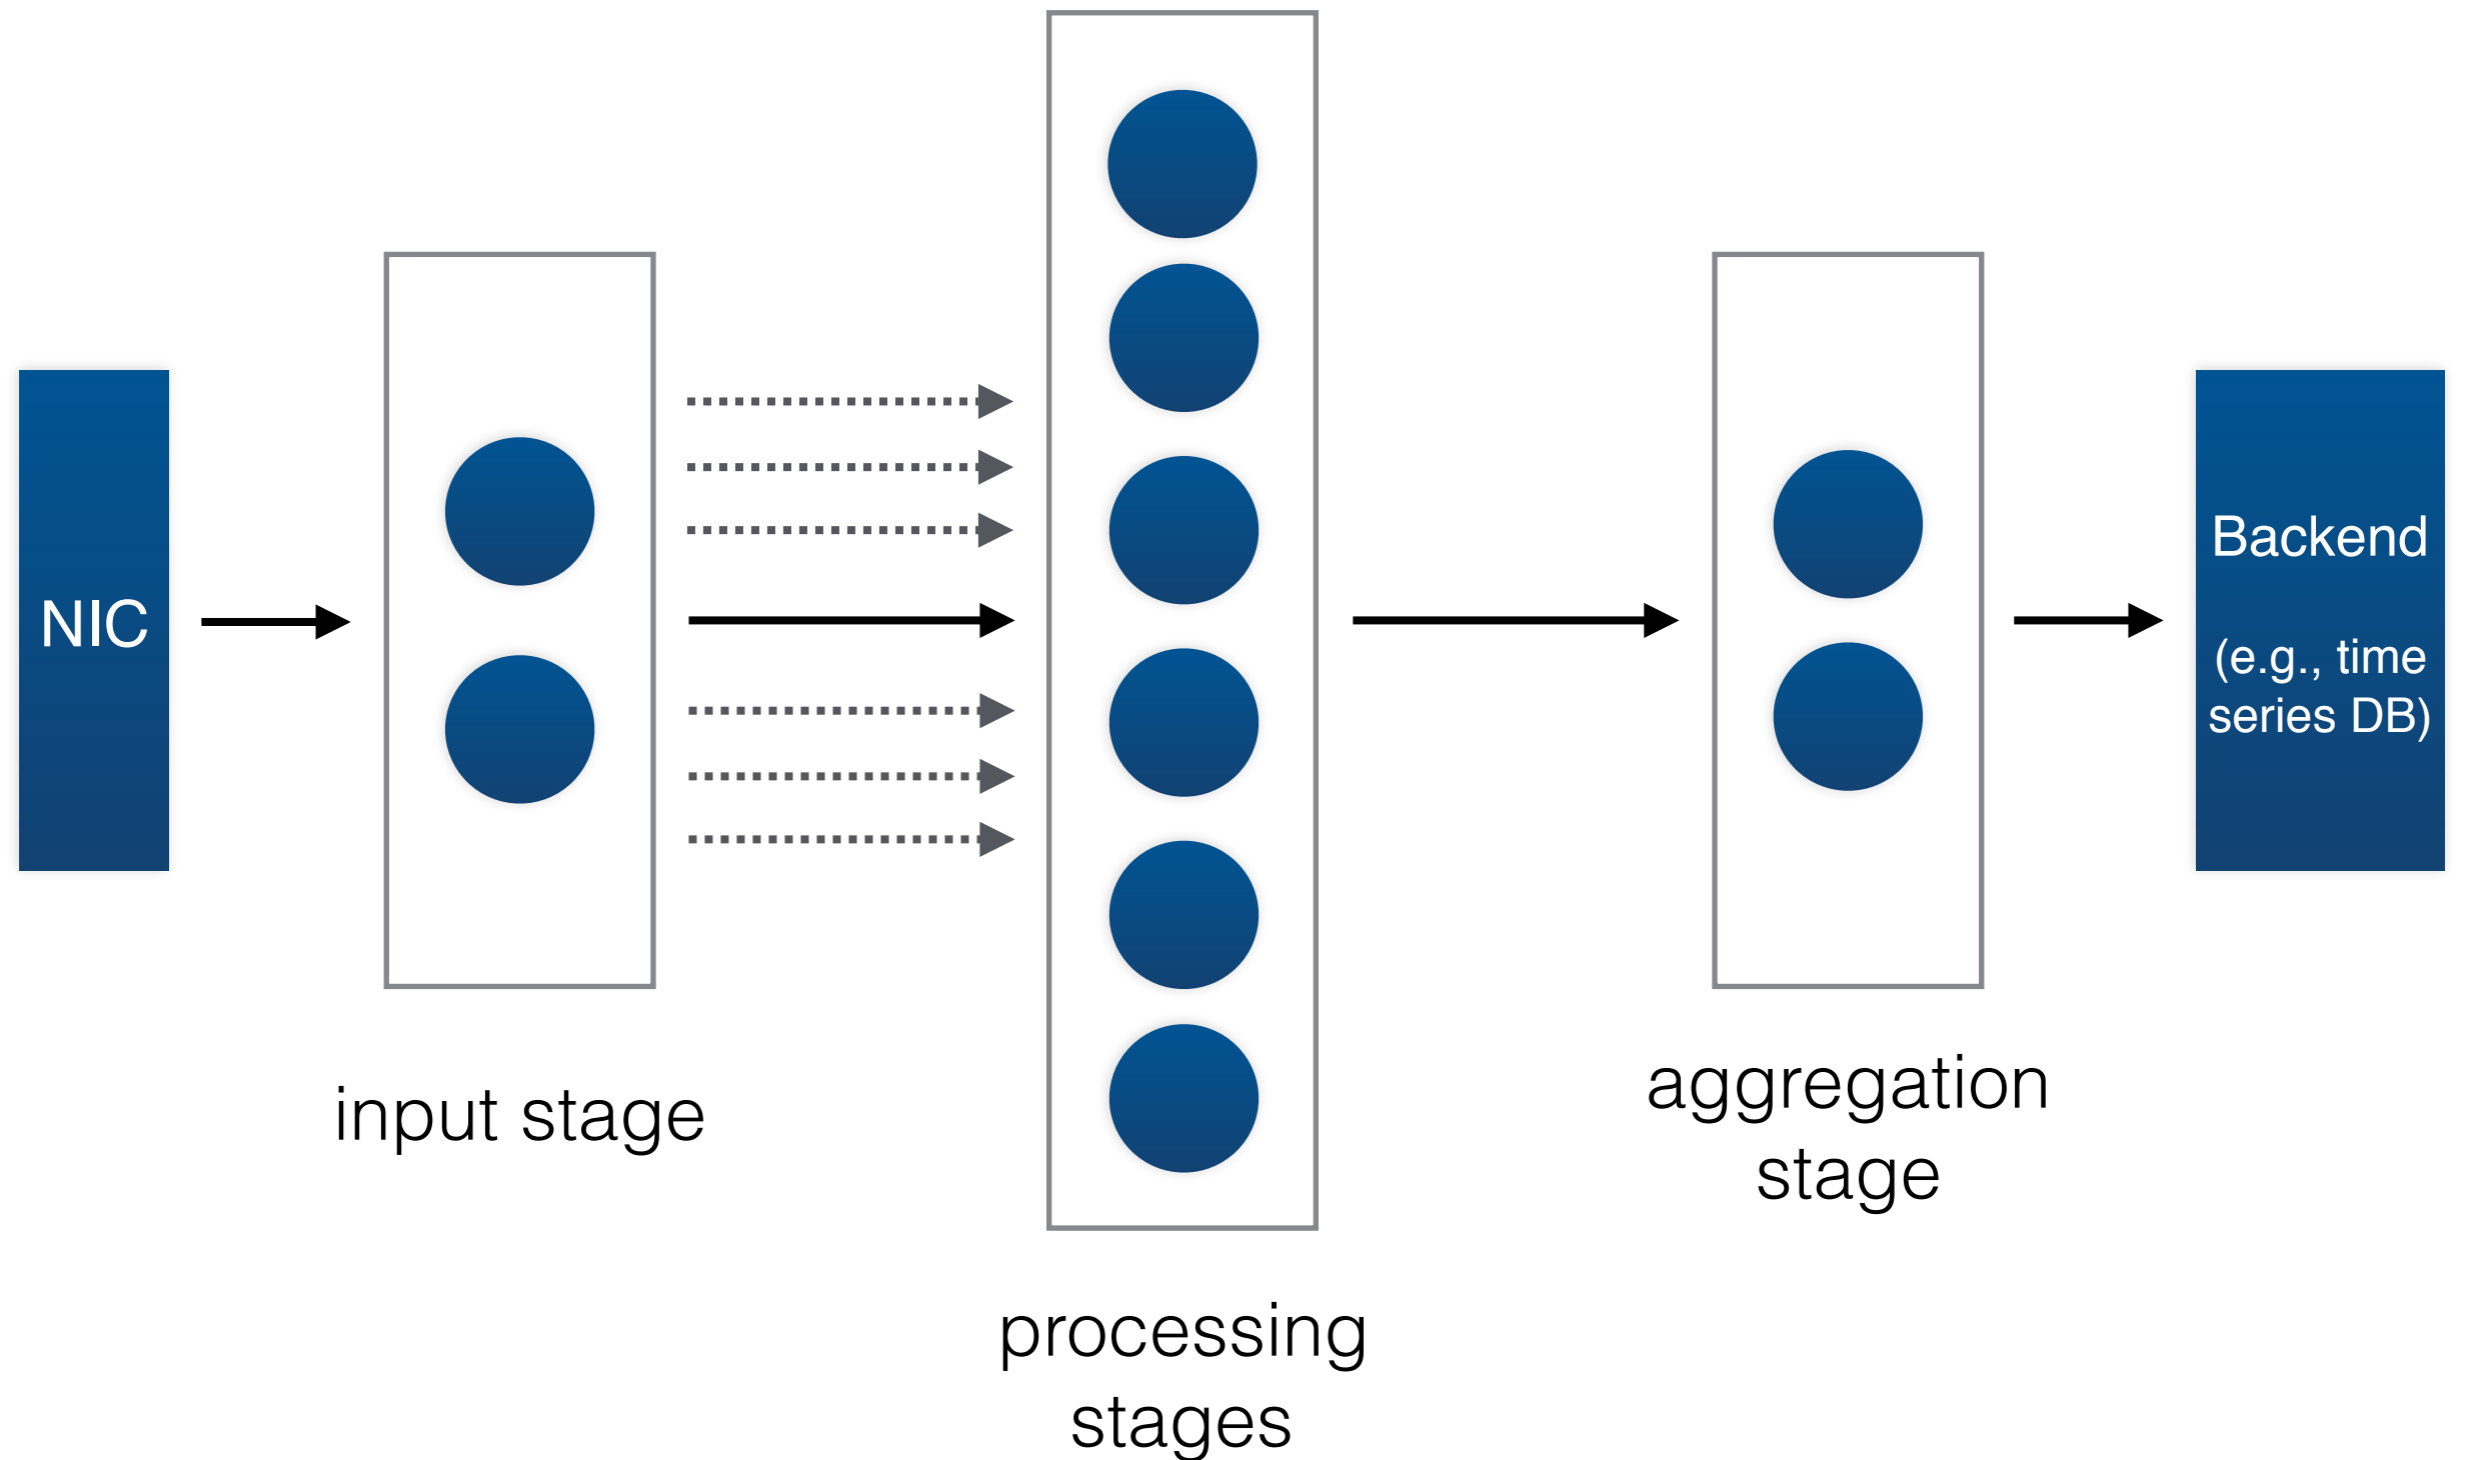 NIC
input stage
processing
stages
aggregation
stage
Backend
(e.g., time
series DB)